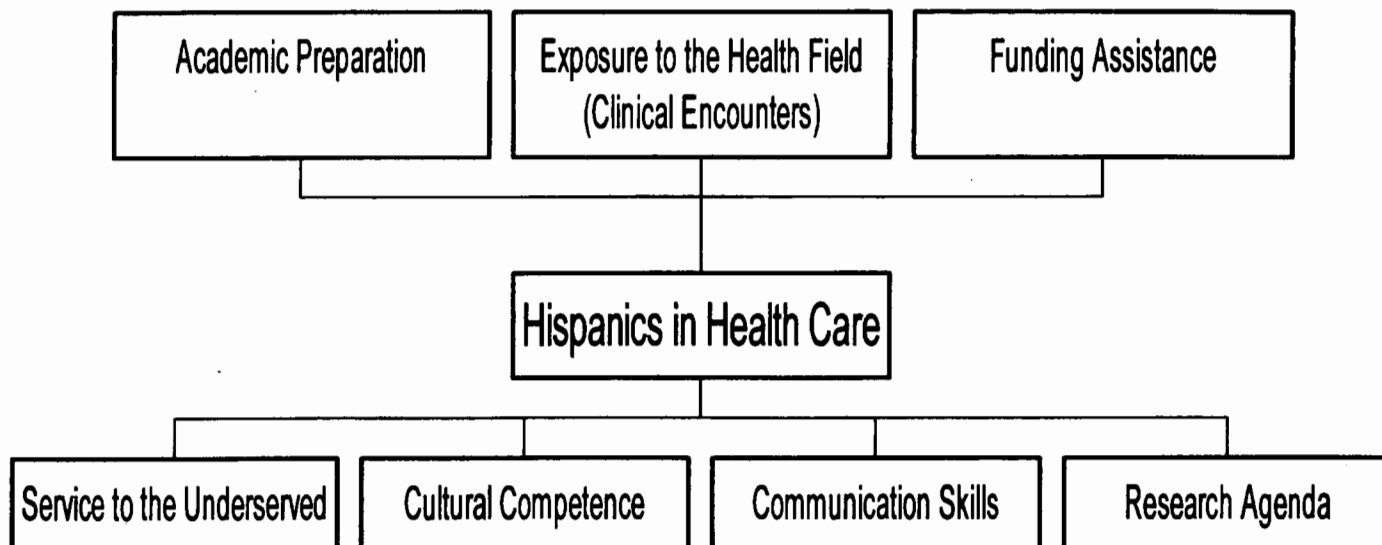 Academic Preparation
Exposure to the Health Field
(Clinical Encounters)
Funding Assistance
Hispanics in Health Care
Service to the Underserved
Cultural Competence
Communication Skills
Research Agenda